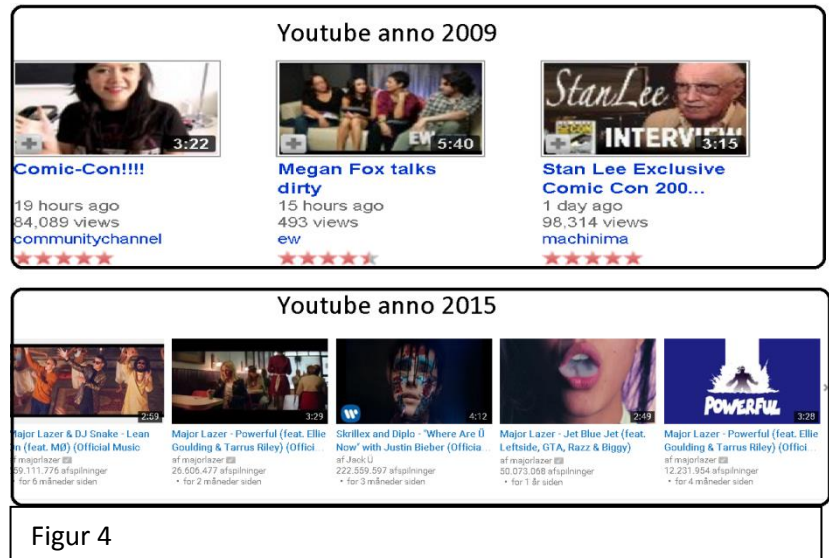 Youtube anno 2009
3:22
Comic-Con!!!!
19 hours ago
84,089 views
communitychannel
EW
5:40
Megan Fox talks
dirty
15 hours ago
493 views
ew
Stan Lee
CON
INTERVIEW
3:15
Stan Lee Exclusive
Comic Con 200...
1 day ago
98,314 views
machinima
Youtube anno 2015
2:59
Major Lazer & DJ Snake - Lean
On (feat. MØ) (Official Music
af majorlazer
59.111.776 afspilninger
• for 6 måneder siden
3:29
Major Lazer - Powerful (feat. Ellie
Goulding & Tarrus Riley) (Offici...
af majorlazer
26.606.477 afspilninger
• for 2 måneder siden
4:12
Skrillex and Diplo - "Where Are Ü
Now" with Justin Bieber (Officia...
af Jack Ü
222.559.597 afspilninger
• for 3 måneder siden
2:49
Major Lazer - Jet Blue Jet (feat.
Leftside, GTA, Razz & Biggy)
af majorlazer
50.073.068 afspilninger
• for 1 år siden
POWERFUL
3:28
Major Lazer - Powerful (feat. Ellie
Goulding & Tarrus Riley) (Offici...
af majorlazer
12.231.954 afspilninger
• for 4 måneder siden
Figur 4